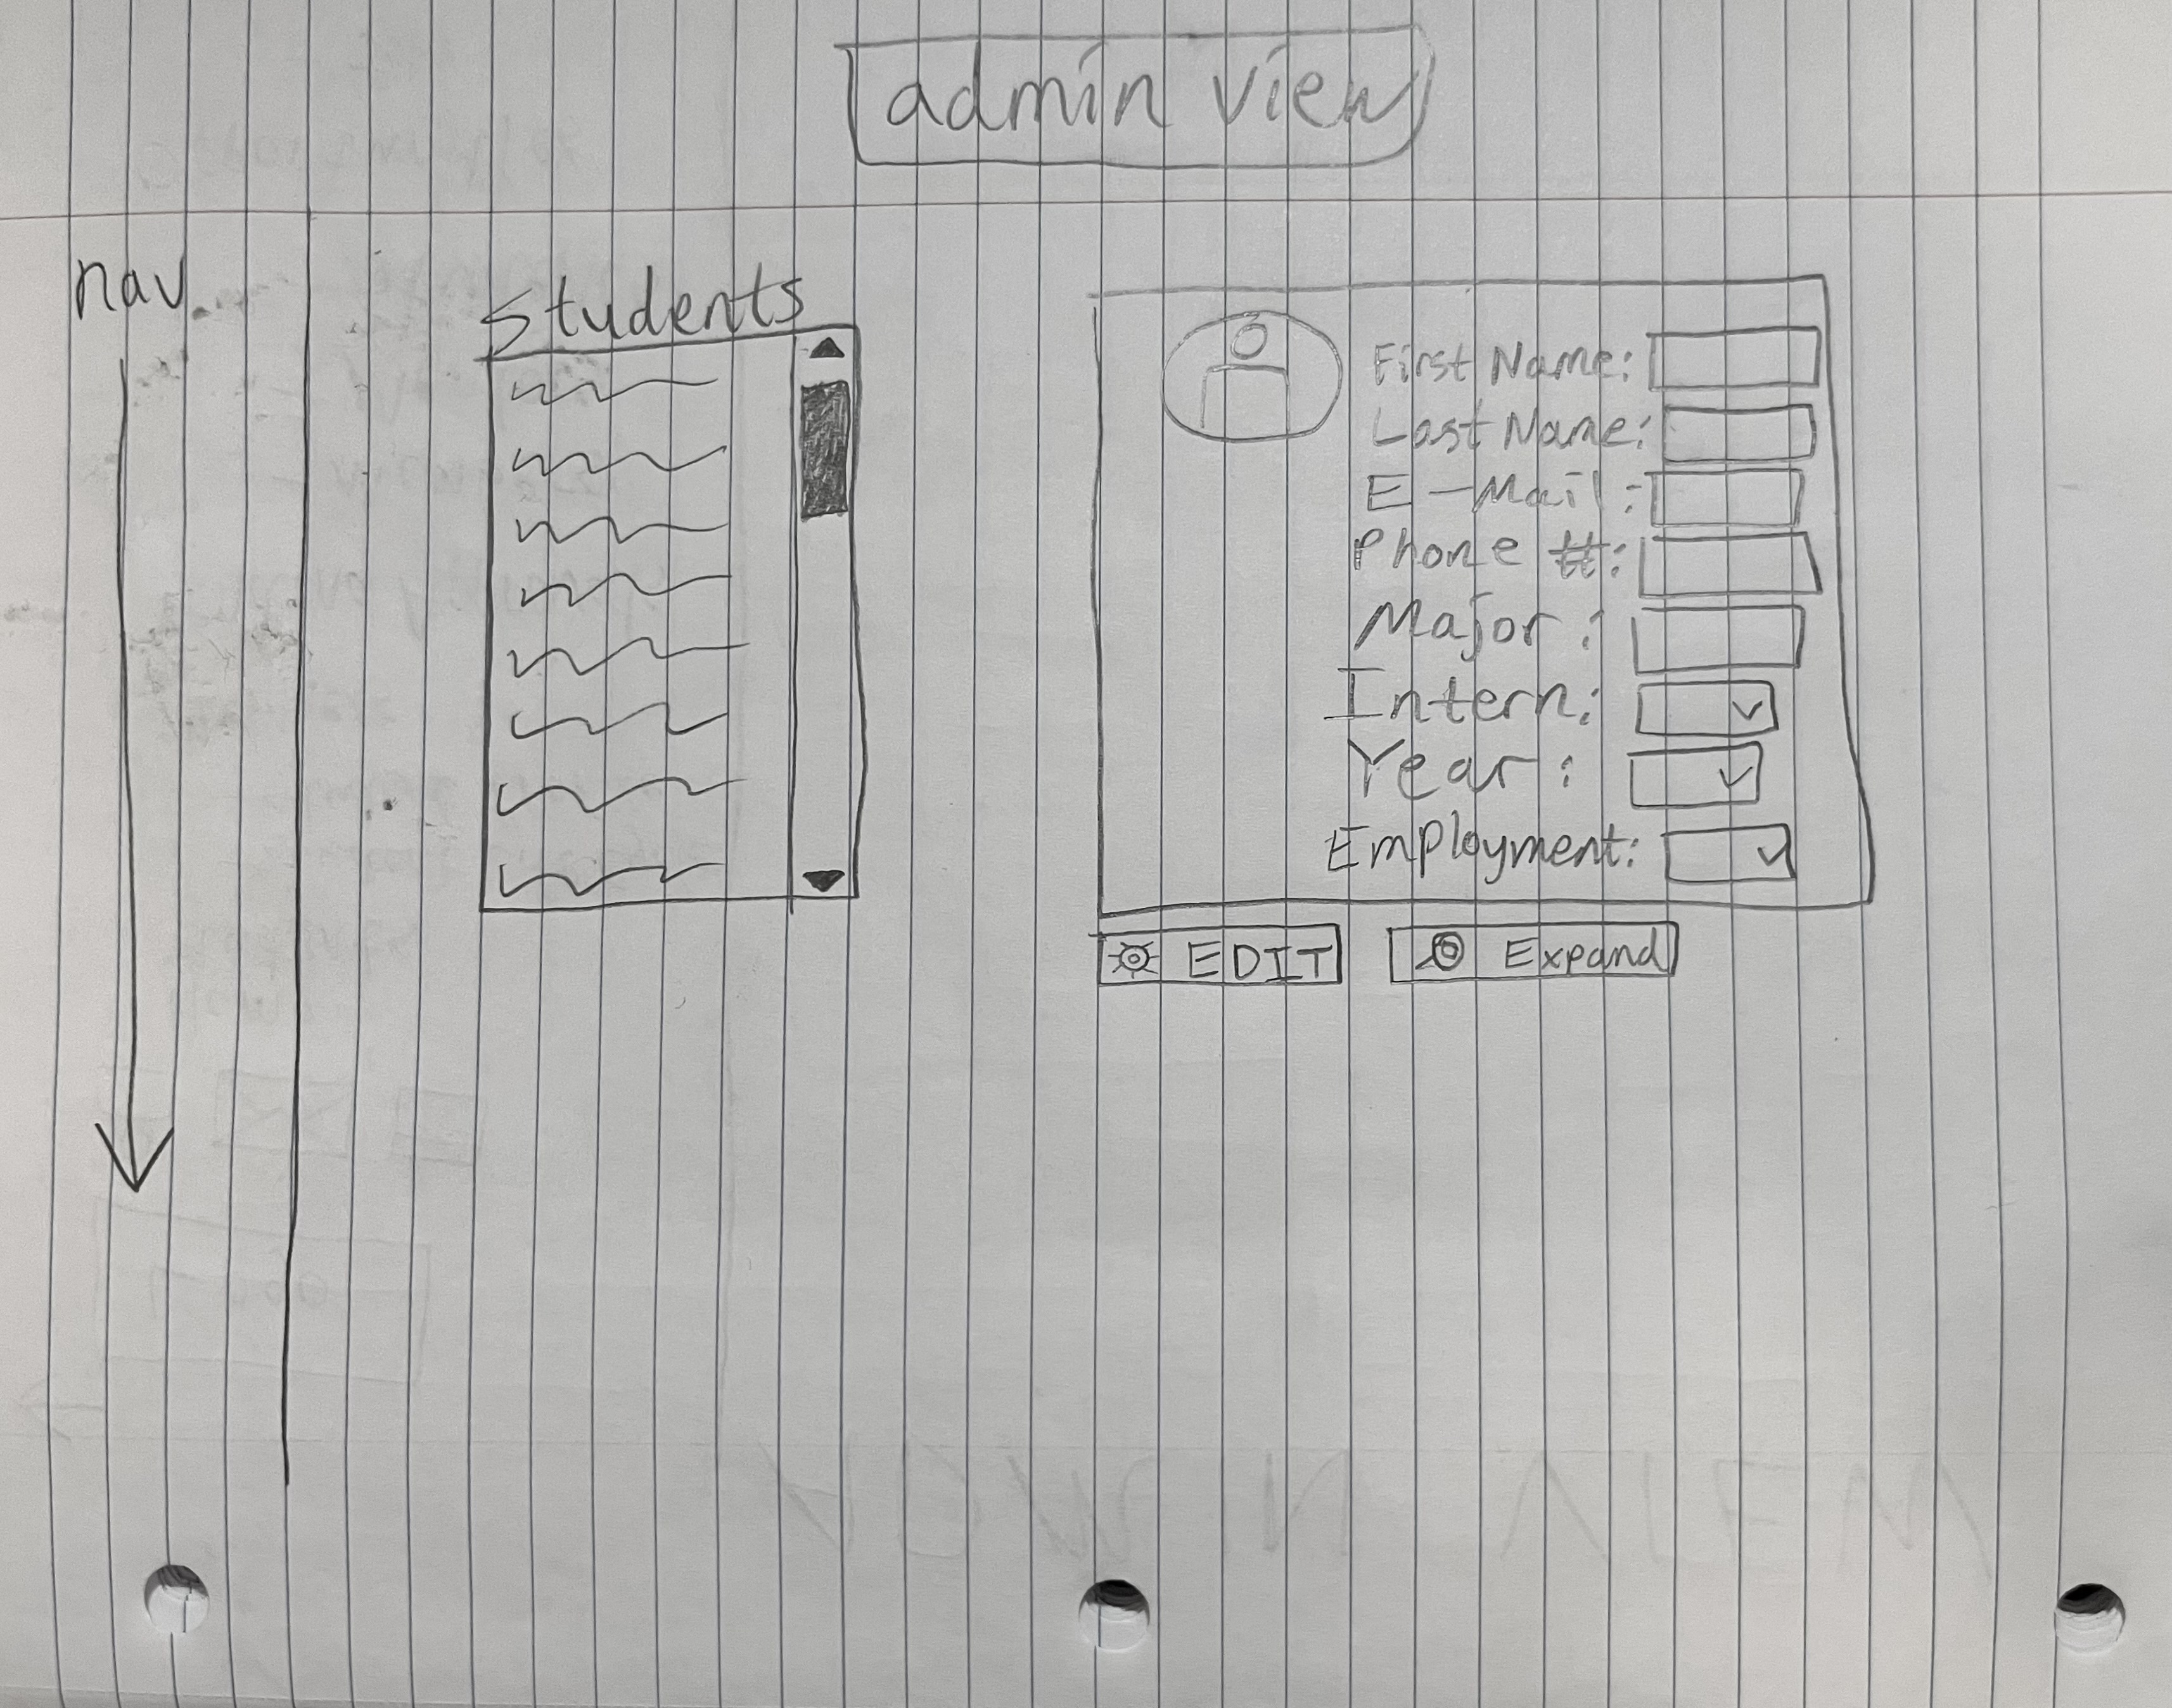 admin view
nav
Students
First Name:
Last Name:
E-Mail:
Phone #:
Major:
Intern:
Year:
Employment:
EDIT
Expand